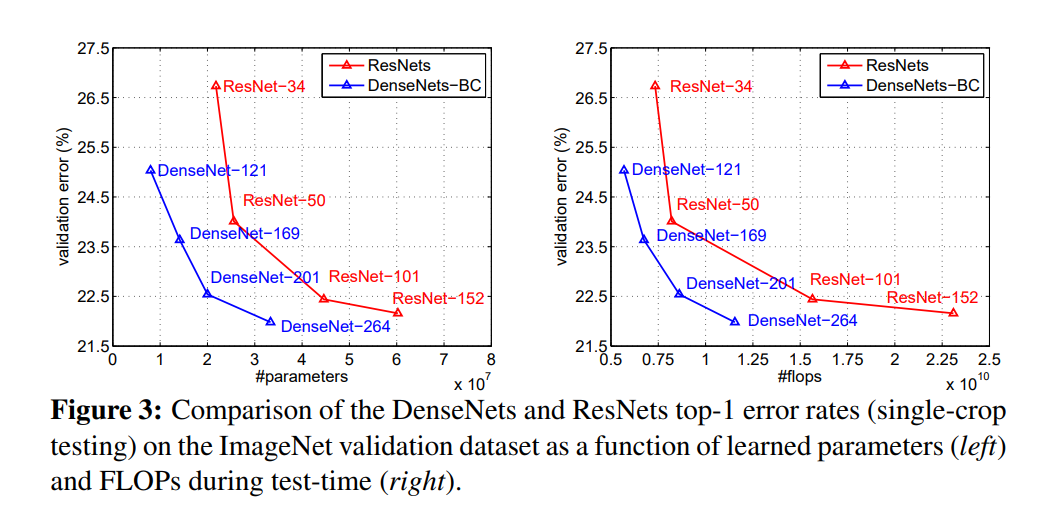 27.5
26.5
25.5
24.5
23.5
22.5
21.5
validation error (%)
ResNets
DenseNets−BC
ResNet−34
DenseNet−121
ResNet−50
DenseNet−169
DenseNet−201
ResNet−101
ResNet−152
DenseNet−264
0 1 2 3 4 5 6 7 8
#parameters
x 10^7
27.5
26.5
25.5
24.5
23.5
22.5
21.5
validation error (%)
ResNets
DenseNets−BC
ResNet−34
DenseNet−121
ResNet−50
DenseNet−169
DenseNet−201
ResNet−101
ResNet−152
DenseNet−264
0.5 0.75 1 1.25 1.5 1.75 2 2.25 2.5
#flops
x 10^10
Figure 3: Comparison of the DenseNets and ResNets top-1 error rates (single-crop
testing) on the ImageNet validation dataset as a function of learned parameters (left)
and FLOPs during test-time (right).